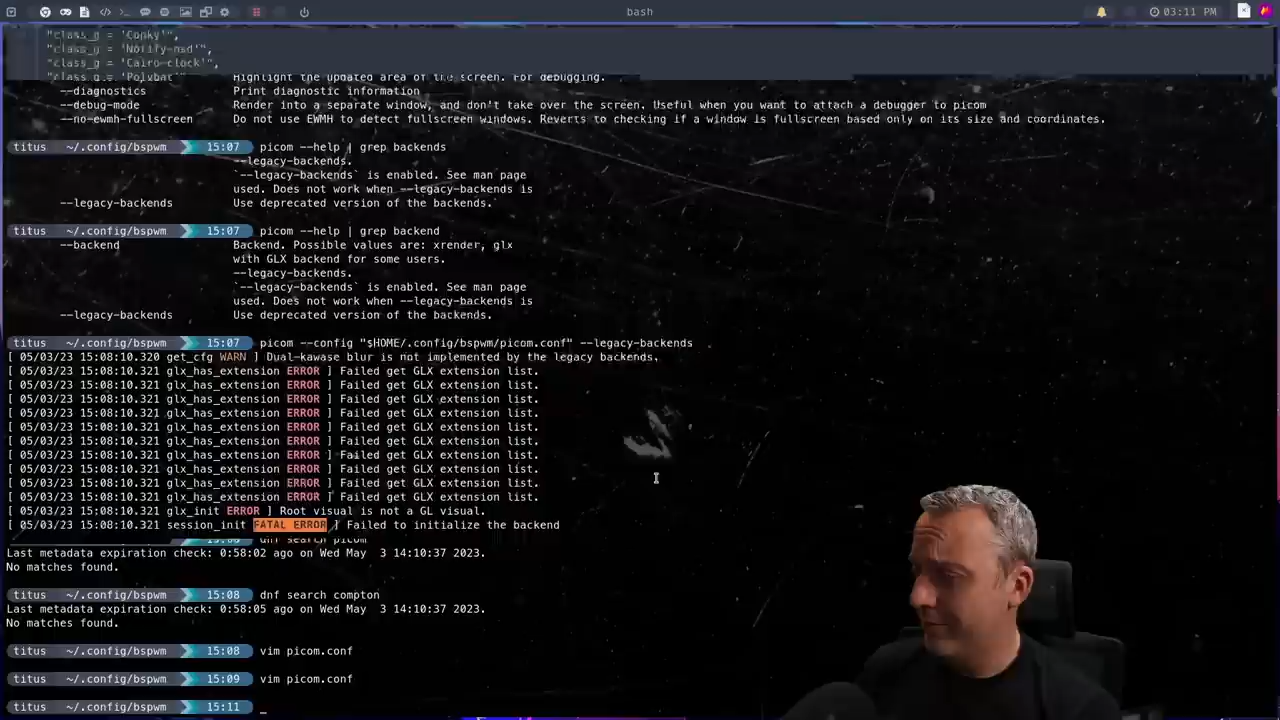 bash
03:11 PM
"class_g = 'Conky'",
"class_g = 'Notify-osd'",
"class_g = 'Cairo-clock'",
"class_g = 'Polybar'
Highlight the updated area of the screen. For debugging.
--diagnostics Print diagnostic information
--debug-mode Render into a separate window, and don't take over the screen. Useful when you want to attach a debugger to picom
--no-ewmh-fullscreen Do not use EWMH to detect fullscreen windows. Reverts to checking if a window is fullscreen based only on its size and coordinates.
titus ~/.config/bspwm 15:07 picom --help | grep backends
--legacy-backends.
`--legacy-backends` is enabled. See man page
used. Does not work when --legacy-backends is
--legacy-backends Use deprecated version of the backends.
titus ~/.config/bspwm 15:07 picom --help | grep backend
--backend Backend. Possible values are: xrender, glx
with GLX backend for some users.
--legacy-backends.
`--legacy-backends` is enabled. See man page
used. Does not work when --legacy-backends is
--legacy-backends Use deprecated version of the backends.
titus ~/.config/bspwm 15:07 picom --config "$HOME/.config/bspwm/picom.conf" --legacy-backends
[ 05/03/23 15:08:10.320 get_cfg WARN ] Dual-kawase blur is not implemented by the legacy backends.
[ 05/03/23 15:08:10.321 glx_has_extension ERROR ] Failed get GLX extension list.
[ 05/03/23 15:08:10.321 glx_has_extension ERROR ] Failed get GLX extension list.
[ 05/03/23 15:08:10.321 glx_has_extension ERROR ] Failed get GLX extension list.
[ 05/03/23 15:08:10.321 glx_has_extension ERROR ] Failed get GLX extension list.
[ 05/03/23 15:08:10.321 glx_has_extension ERROR ] Failed get GLX extension list.
[ 05/03/23 15:08:10.321 glx_has_extension ERROR ] Failed get GLX extension list.
[ 05/03/23 15:08:10.321 glx_has_extension ERROR ] Failed get GLX extension list.
[ 05/03/23 15:08:10.321 glx_has_extension ERROR ] Failed get GLX extension list.
[ 05/03/23 15:08:10.321 glx_has_extension ERROR ] Failed get GLX extension list.
[ 05/03/23 15:08:10.321 glx_has_extension ERROR ] Failed get GLX extension list.
[ 05/03/23 15:08:10.321 glx_init ERROR ] Root visual is not a GL visual.
[ 05/03/23 15:08:10.321 session_init FATAL ERROR ] Failed to initialize the backend
15:08 dnf search picom
Last metadata expiration check: 0:58:02 ago on Wed May 3 14:10:37 2023.
No matches found.
titus ~/.config/bspwm 15:08 dnf search compton
Last metadata expiration check: 0:58:05 ago on Wed May 3 14:10:37 2023.
No matches found.
titus ~/.config/bspwm 15:08 vim picom.conf
titus ~/.config/bspwm 15:09 vim picom.conf
titus ~/.config/bspwm 15:11 _